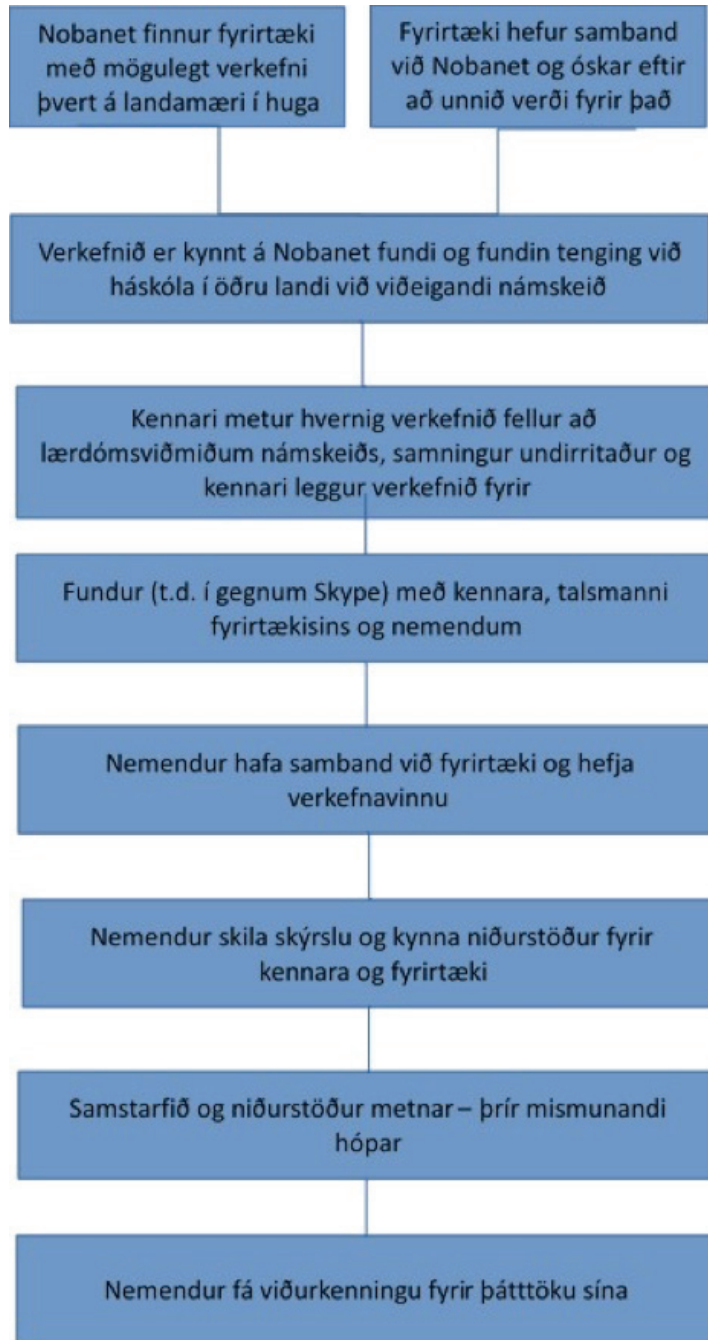 Nobanet finnur fyrirtæki
með mögulegt verkefni
þvert á landamæri í huga
Fyrirtæki hefur samband
við Nobanet og óskar eftir
að unnið verði fyrir það
Verkefnið er kynnt á Nobanet fundi og fundin tenging við
háskóla í öðru landi við viðeigandi námskeið
Kennari metur hvernig verkefnið fellur að
lærdómsviðmiðum námskeiðs, samningur undirritaður og
kennari leggur verkefnið fyrir
Fundur (t.d. í gegnum Skype) með kennara, talsmanni
fyrirtækisins og nemendum
Nemendur hafa samband við fyrirtæki og hefja
verkefnavinnu
Nemendur skila skýrslu og kynna niðurstöður fyrir
kennara og fyrirtæki
Samstarfið og niðurstöður metnar – þrír mismunandi
hópar
Nemendur fá viðurkenningu fyrir þátttöku sína